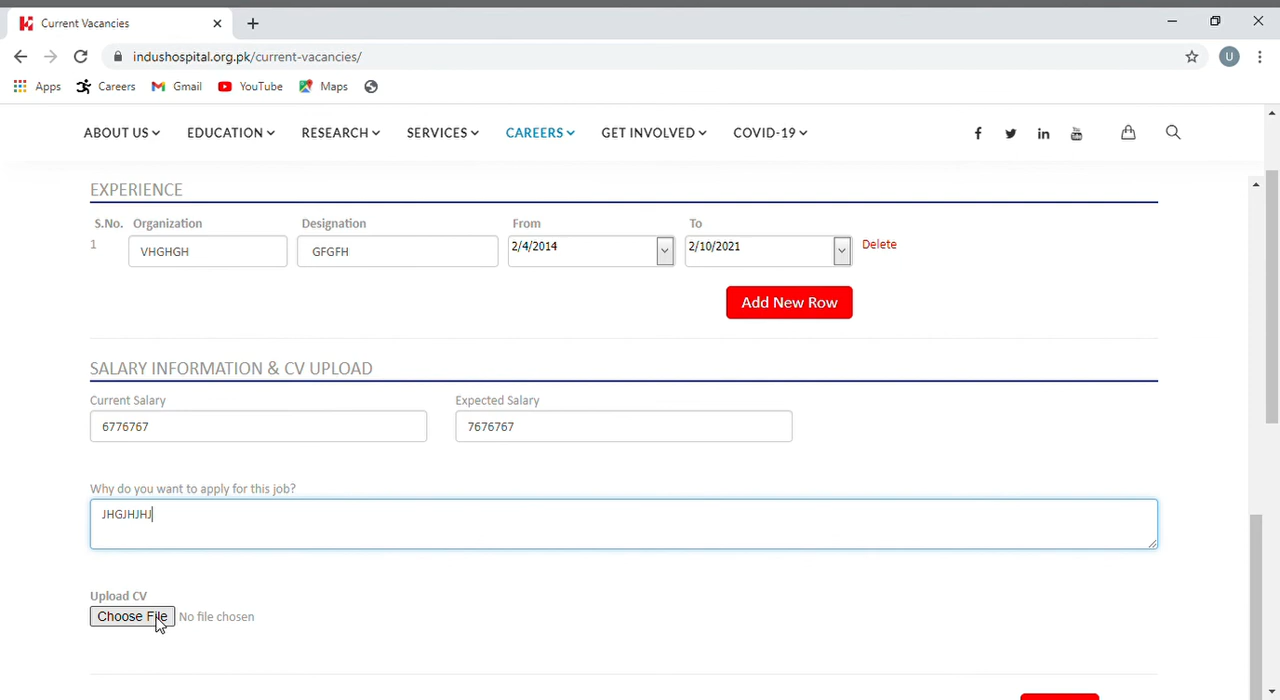 Current Vacancies
indushospital.org.pk/current-vacancies/
U
Apps Careers Gmail YouTube Maps
ABOUT US EDUCATION RESEARCH SERVICES CAREERS GET INVOLVED COVID-19
EXPERIENCE
S.No. Organization Designation From To
1 VHGHGH GFGFH 2/4/2014 2/10/2021 Delete
Add New Row
SALARY INFORMATION & CV UPLOAD
Current Salary Expected Salary
6776767 7676767
Why do you want to apply for this job?
JHGJHJHJ
Upload CV
Choose File No file chosen